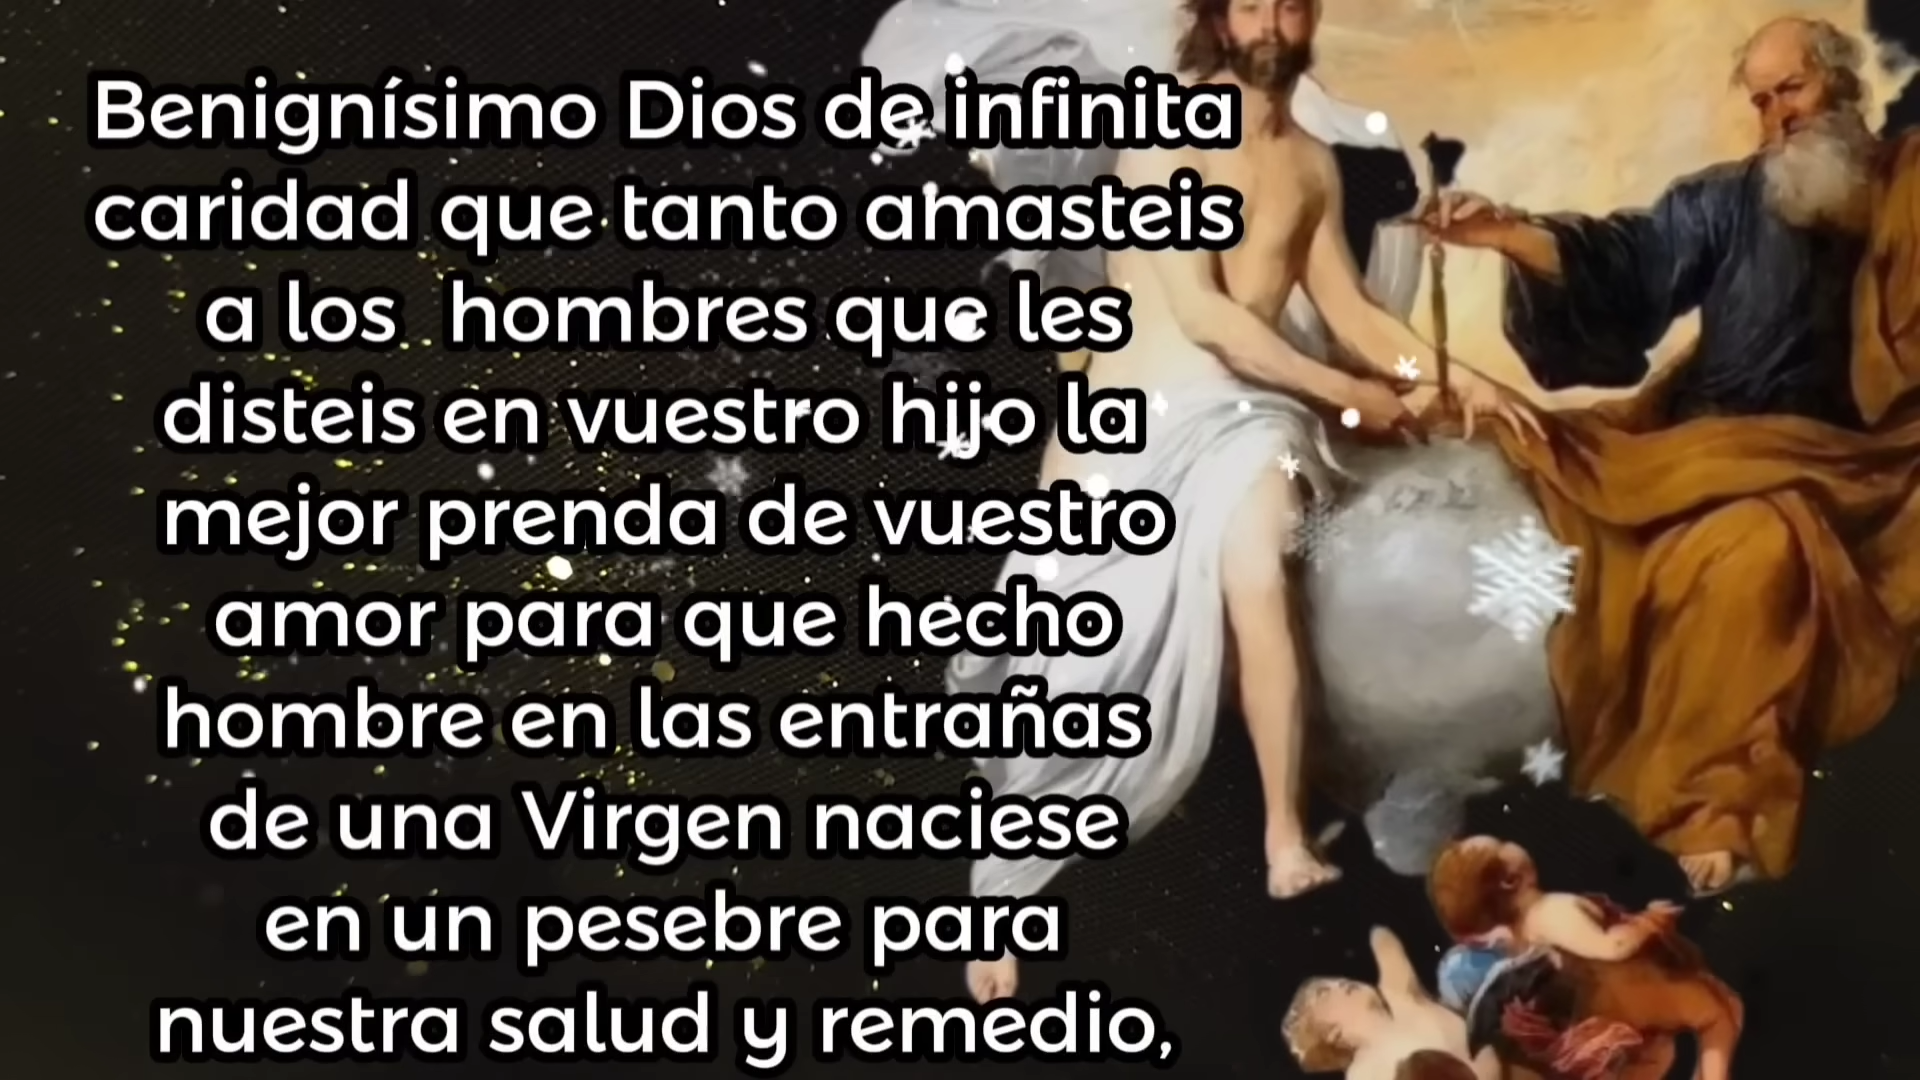 Benignísimo Dios de infinita
caridad que tanto amasteis
a los hombres que les
disteis en vuestro hijo la
mejor prenda de vuestro
amor para que hecho
hombre en las entrañas
de una Virgen naciese
en un pesebre para
nuestra salud y remedio,